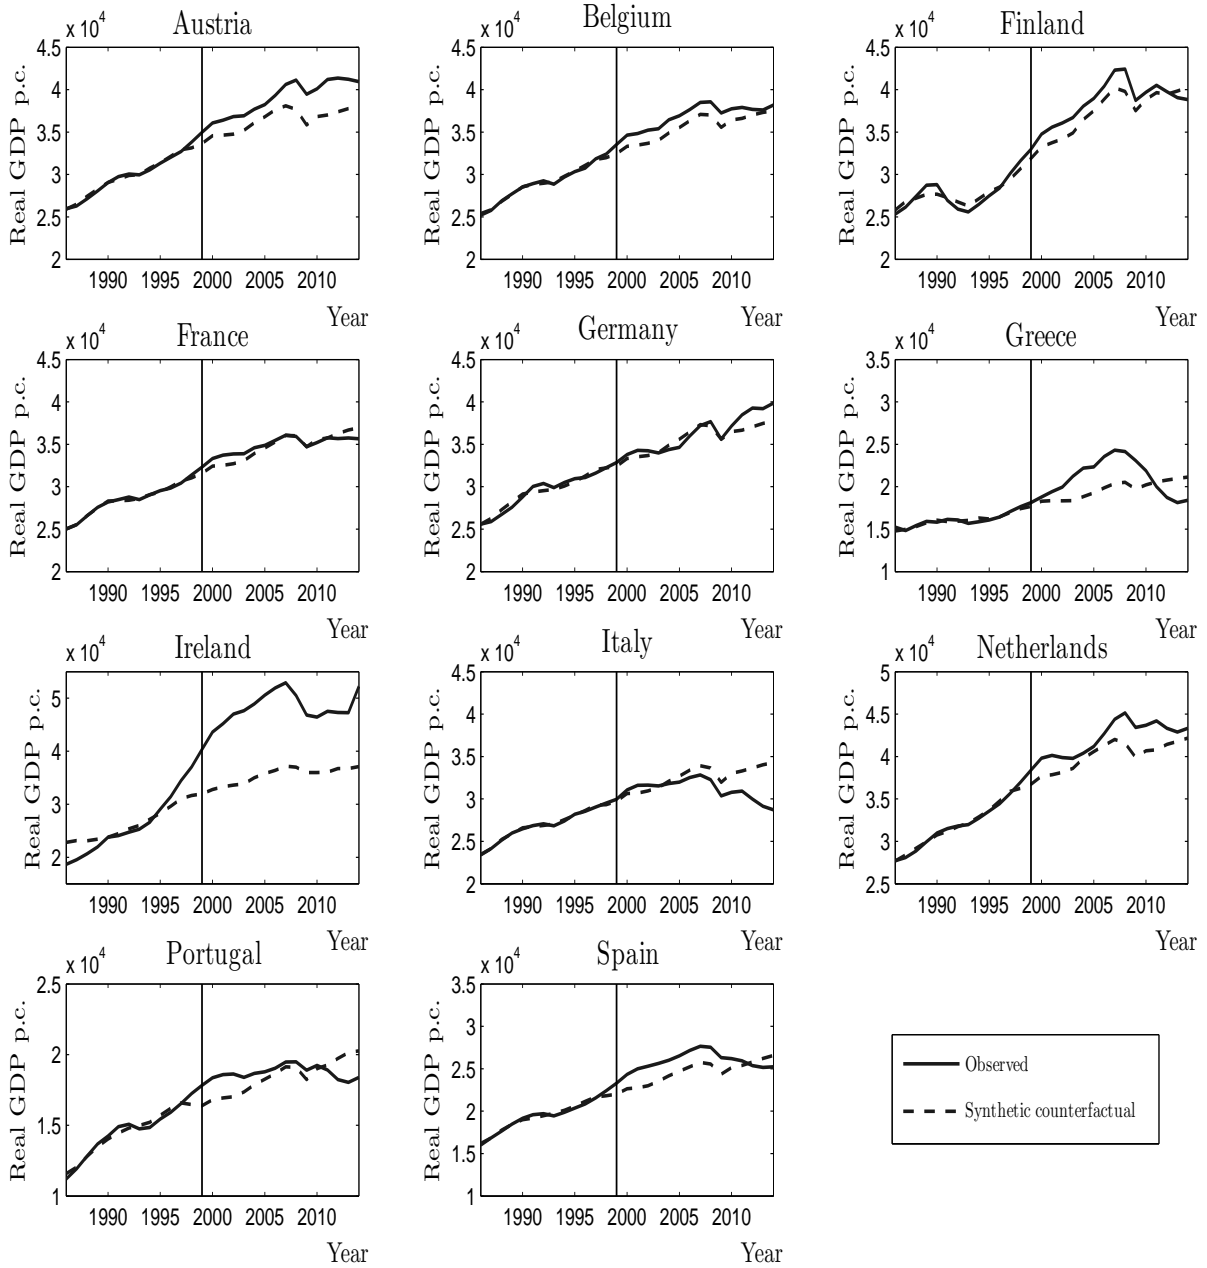 Austria
x 10^4
Real GDP p.c.
4.5
4
3.5
3
2.5
2
1990 1995 2000 2005 2010
Year
Belgium
x 10^4
Real GDP p.c.
4.5
4
3.5
3
2.5
2
1990 1995 2000 2005 2010
Year
Finland
x 10^4
Real GDP p.c.
4.5
4
3.5
3
2.5
2
1990 1995 2000 2005 2010
Year
France
x 10^4
Real GDP p.c.
4.5
4
3.5
3
2.5
2
1990 1995 2000 2005 2010
Year
Germany
x 10^4
Real GDP p.c.
4.5
4
3.5
3
2.5
2
1990 1995 2000 2005 2010
Year
Greece
x 10^4
Real GDP p.c.
3.5
3
2.5
2
1.5
1
1990 1995 2000 2005 2010
Year
Ireland
x 10^4
Real GDP p.c.
5
4
3
2
1990 1995 2000 2005 2010
Year
Italy
x 10^4
Real GDP p.c.
4.5
4
3.5
3
2.5
2
1990 1995 2000 2005 2010
Year
Netherlands
x 10^4
Real GDP p.c.
5
4.5
4
3.5
3
2.5
1990 1995 2000 2005 2010
Year
Portugal
x 10^4
Real GDP p.c.
2.5
2
1.5
1
1990 1995 2000 2005 2010
Year
Spain
x 10^4
Real GDP p.c.
3.5
3
2.5
2
1.5
1
1990 1995 2000 2005 2010
Year
Observed
Synthetic counterfactual